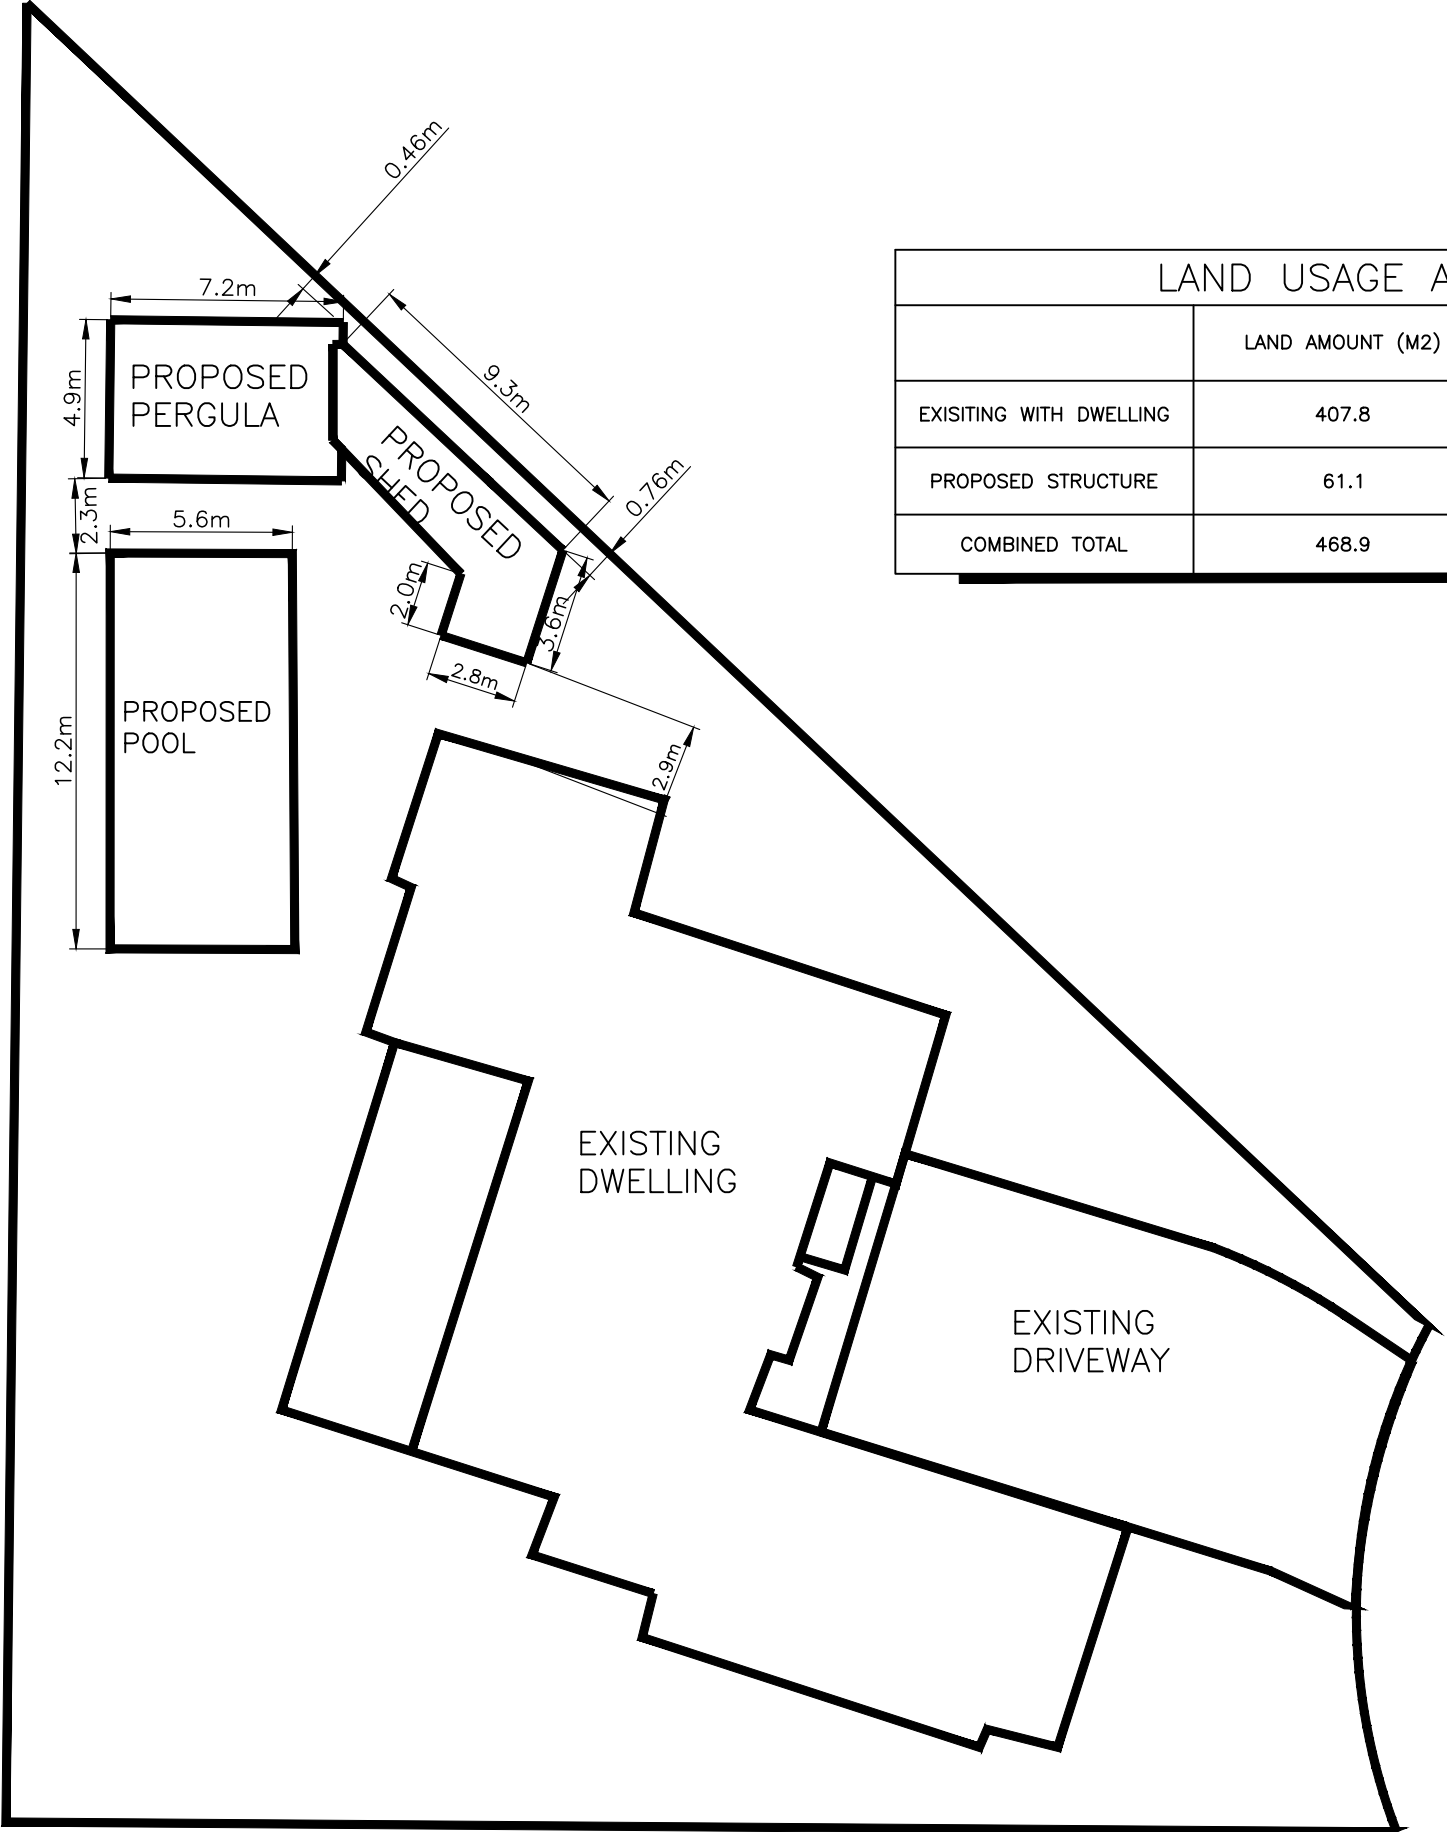 0.46m
7.2m
LAND USAGE A
LAND AMOUNT (M2)
9.3m
4.9m
PROPOSED
PERGULA
EXISITING WITH DWELLING
407.8
PROPOSED
SHED
0.76m
PROPOSED STRUCTURE
61.1
2.3m
5.6m
COMBINED TOTAL
468.9
2.0m
3.6m
2.8m
PROPOSED
POOL
12.2m
2.9m
EXISTING
DWELLING
EXISTING
DRIVEWAY